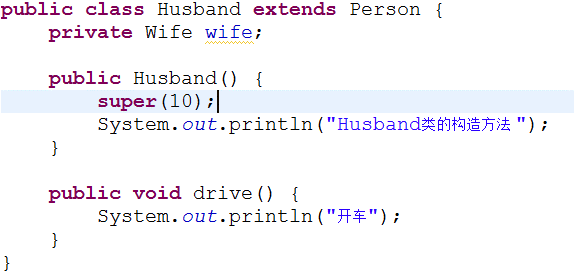 public class Husband extends Person {
    private Wife wife;
    public Husband() {
        super(10);
        System.out.println("Husband类的构造方法 ");
    }
    public void drive() {
        System.out.println("开车");
    }
}